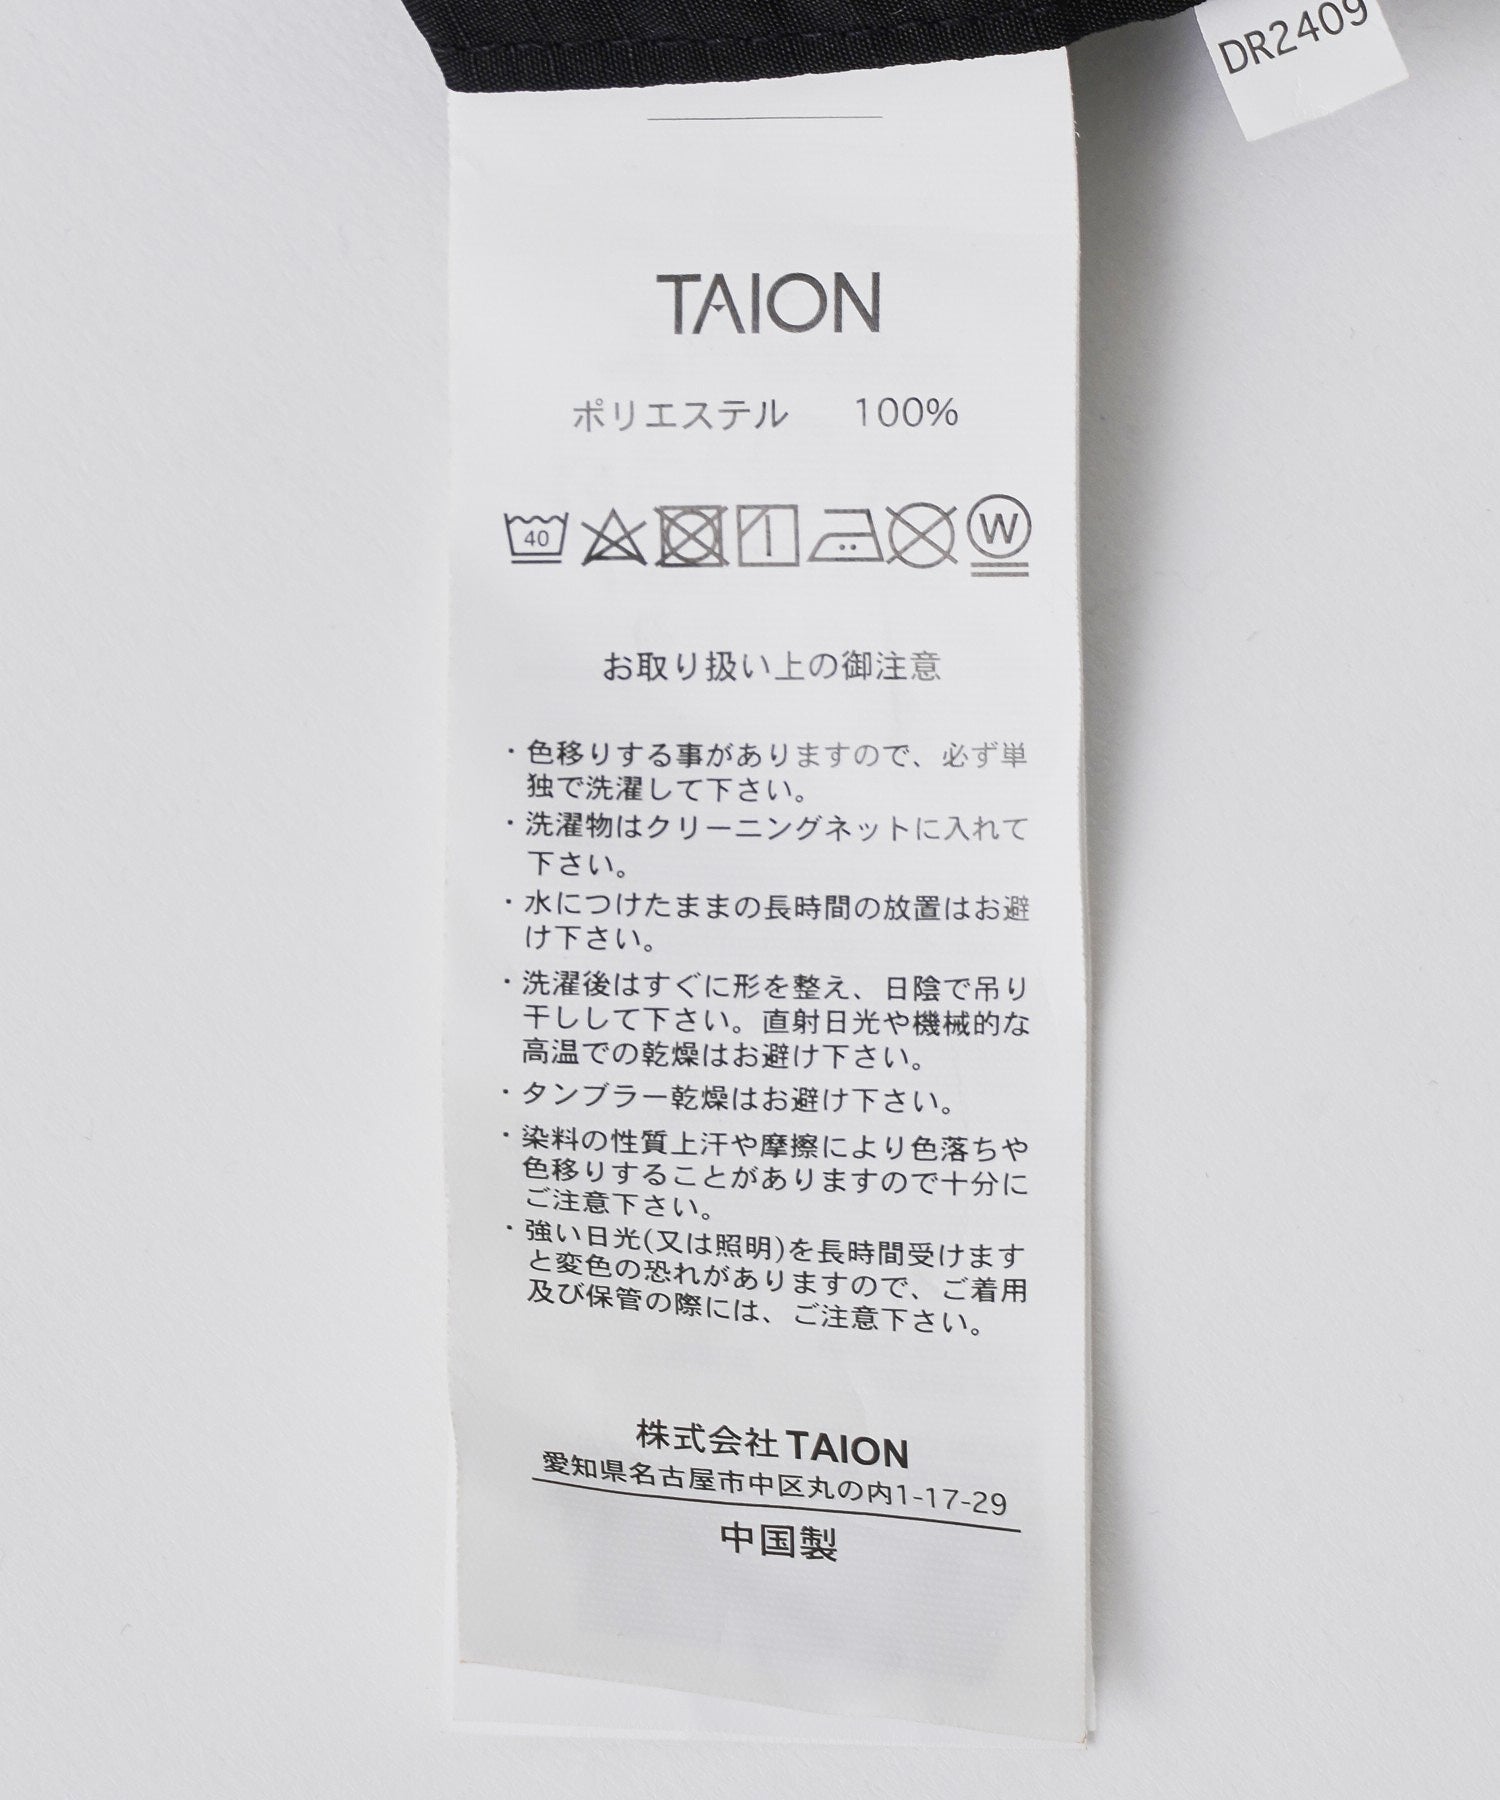 DR2409
TAION
ポリエステル 100%
40
W
お取り扱い上の御注意
・色移りする事がありますので、必ず単
独で洗濯して下さい。
・洗濯物はクリーニングネットに入れて
下さい。
・水につけたままの長時間の放置はお避
け下さい。
・洗濯後はすぐに形を整え、日陰で吊り
干しして下さい。直射日光や機械的な
高温での乾燥はお避け下さい。
・タンブラー乾燥はお避け下さい。
・染料の性質上汗や摩擦により色落ちや
色移りすることがありますので十分に
ご注意下さい。
・強い日光(又は照明)を長時間受けます
と変色の恐れがありますので、ご着用
及び保管の際には、ご注意下さい。
株式会社 TAION
愛知県名古屋市中区丸の内1-17-29
中国製